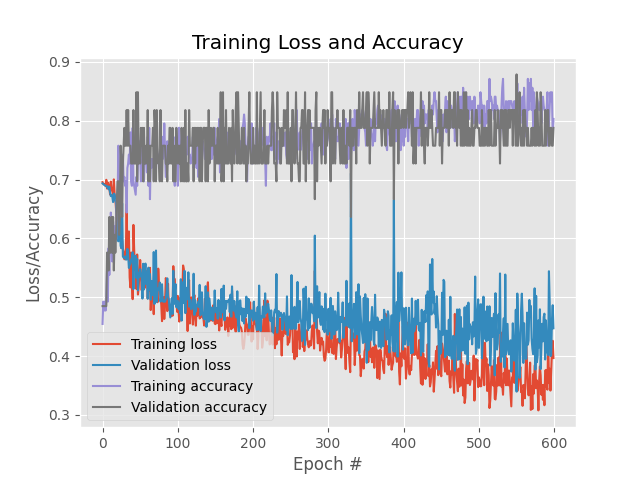 Training Loss and Accuracy
0.9
0.8
0.7
0.6
0.5
0.4
0.3
Loss/Accuracy
Training loss
Validation loss
Training accuracy
Validation accuracy
0 100 200 300 400 500 600
Epoch #